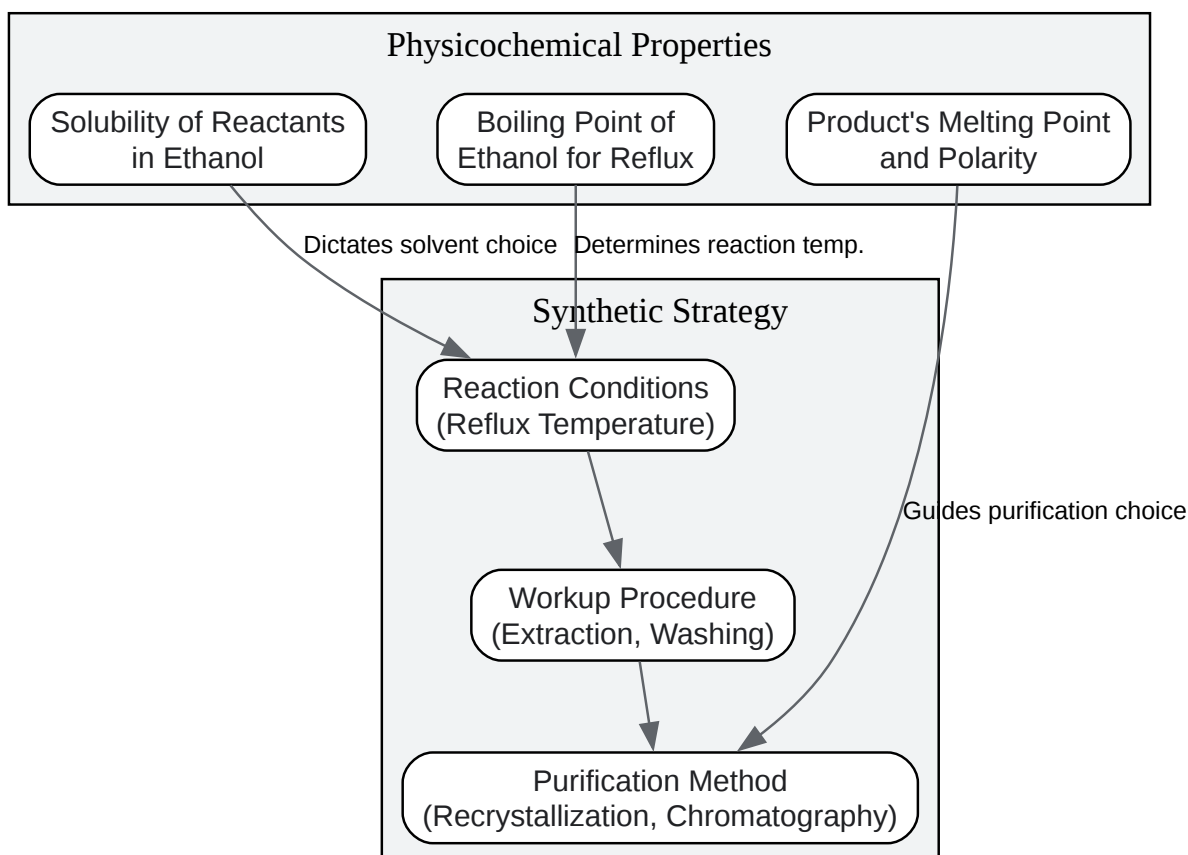 Physicochemical Properties
Solubility of Reactants
in Ethanol
Boiling Point of
Ethanol for Reflux
Product's Melting Point
and Polarity
Dictates solvent choice
Determines reaction temp.
Synthetic Strategy
Reaction Conditions
(Reflux Temperature)
Guides purification choice
Workup Procedure
(Extraction, Washing)
Purification Method
(Recrystallization, Chromatography)